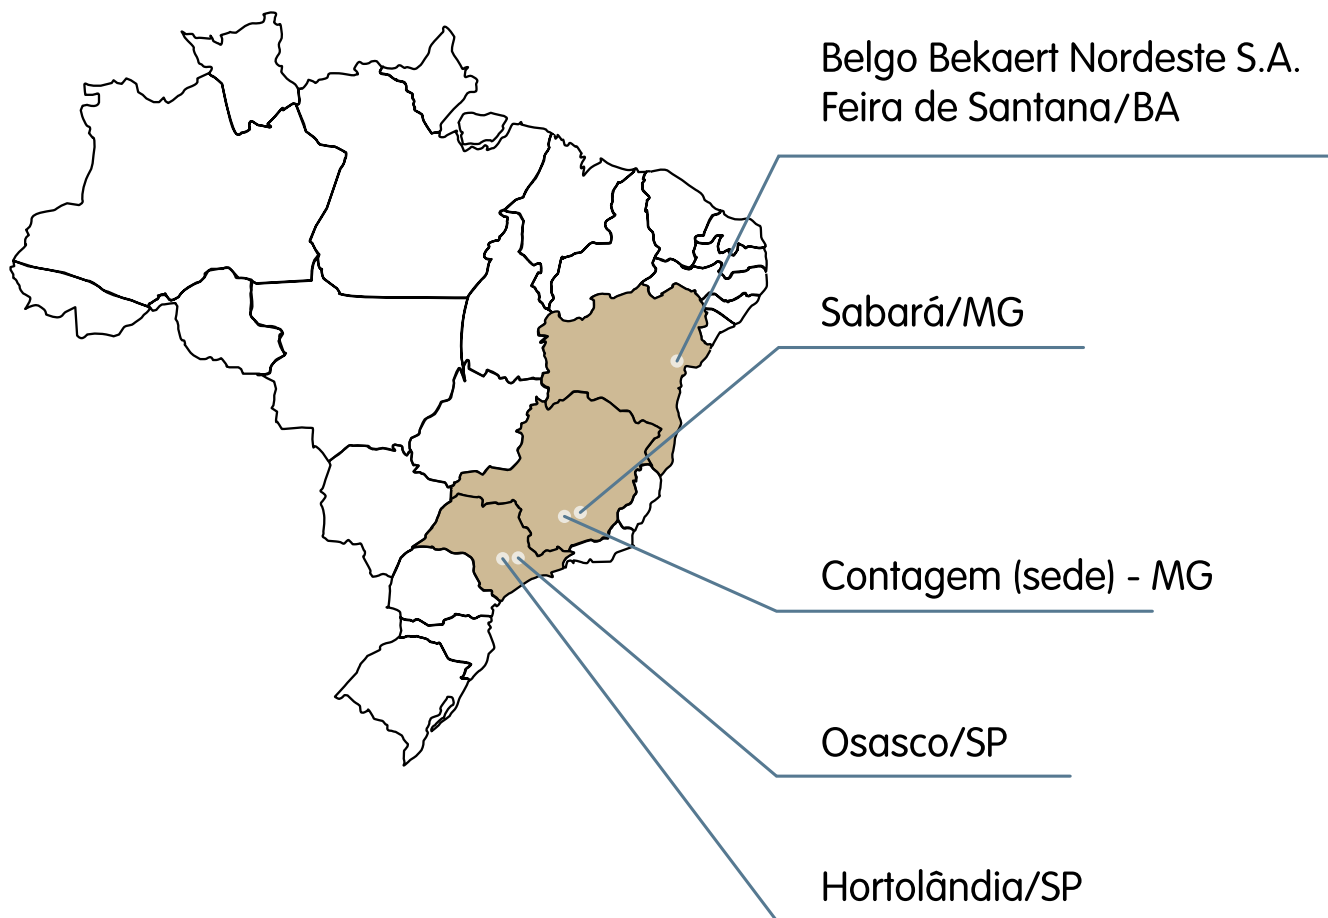 Belgo Bekaert Nordeste S.A.
Feira de Santana/BA
Sabará/MG
Contagem (sede) - MG
Osasco/SP
Hortolândia/SP